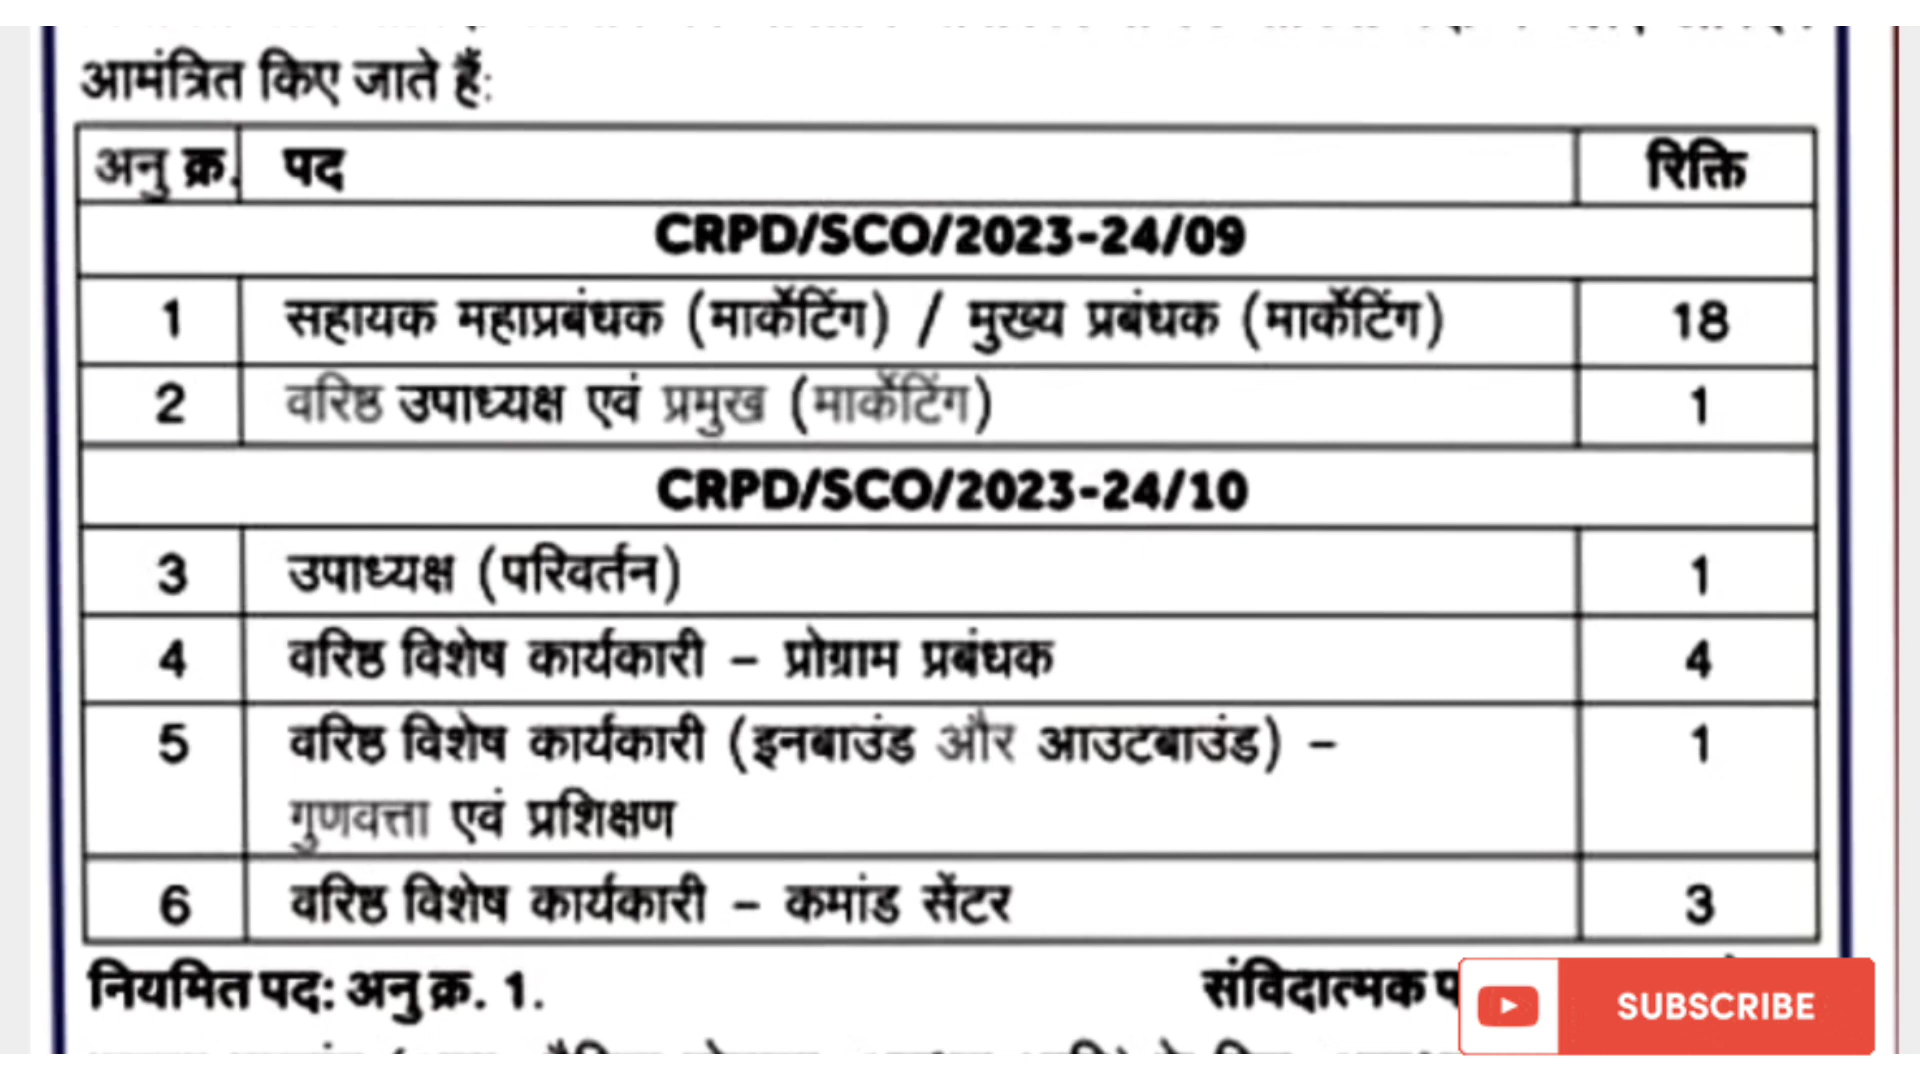 आमंत्रित किए जाते हैं:
अनु क्र. पद रिक्ति
CRPD/SCO/2023-24/09
1 सहायक महाप्रबंधक (मार्केटिंग) / मुख्य प्रबंधक (मार्केटिंग) 18
2 वरिष्ठ उपाध्यक्ष एवं प्रमुख (मार्केटिंग) 1
CRPD/SCO/2023-24/10
3 उपाध्यक्ष (परिवर्तन) 1
4 वरिष्ठ विशेष कार्यकारी – प्रोग्राम प्रबंधक 4
5 वरिष्ठ विशेष कार्यकारी (इनबाउंड और आउटबाउंड) – 1
गुणवत्ता एवं प्रशिक्षण
6 वरिष्ठ विशेष कार्यकारी – कमांड सेंटर 3
नियमित पद: अनु क्र. 1. संविदात्मक
SUBSCRIBE